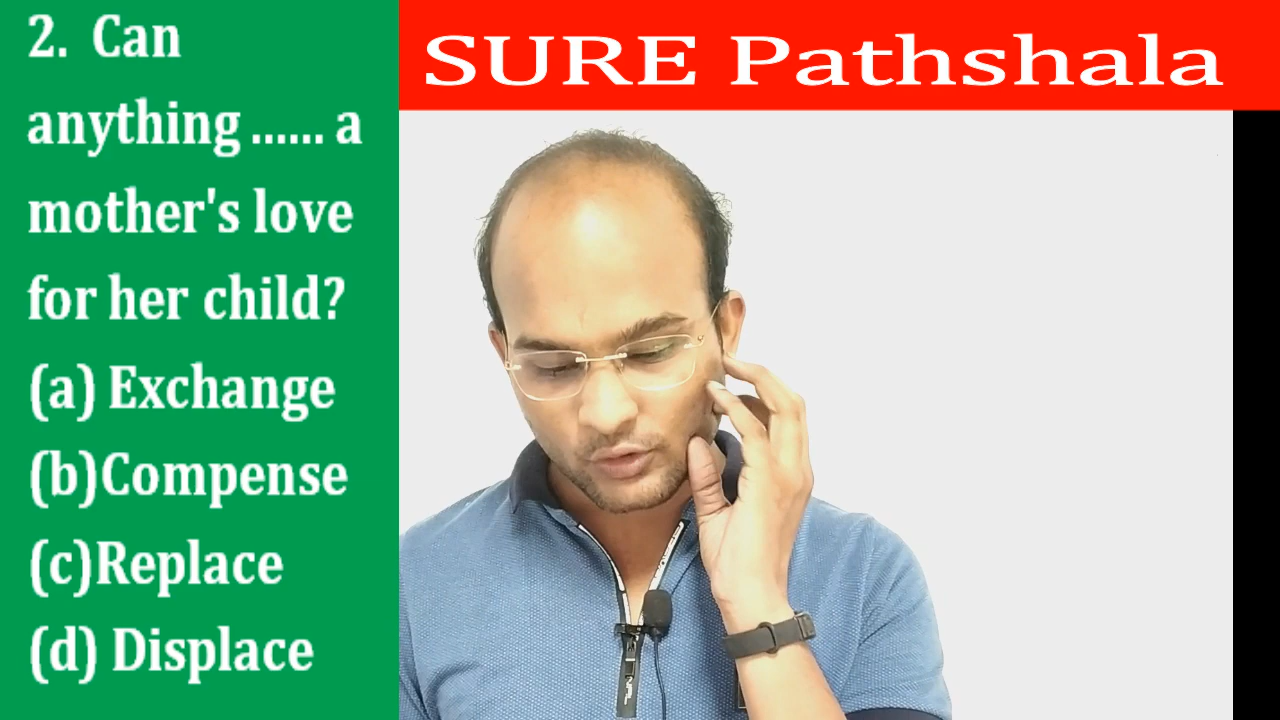 2. Can
anything ...... a
mother's love
for her child?
(a) Exchange
(b)Compense
(c)Replace
(d) Displace
SURE Pathshala